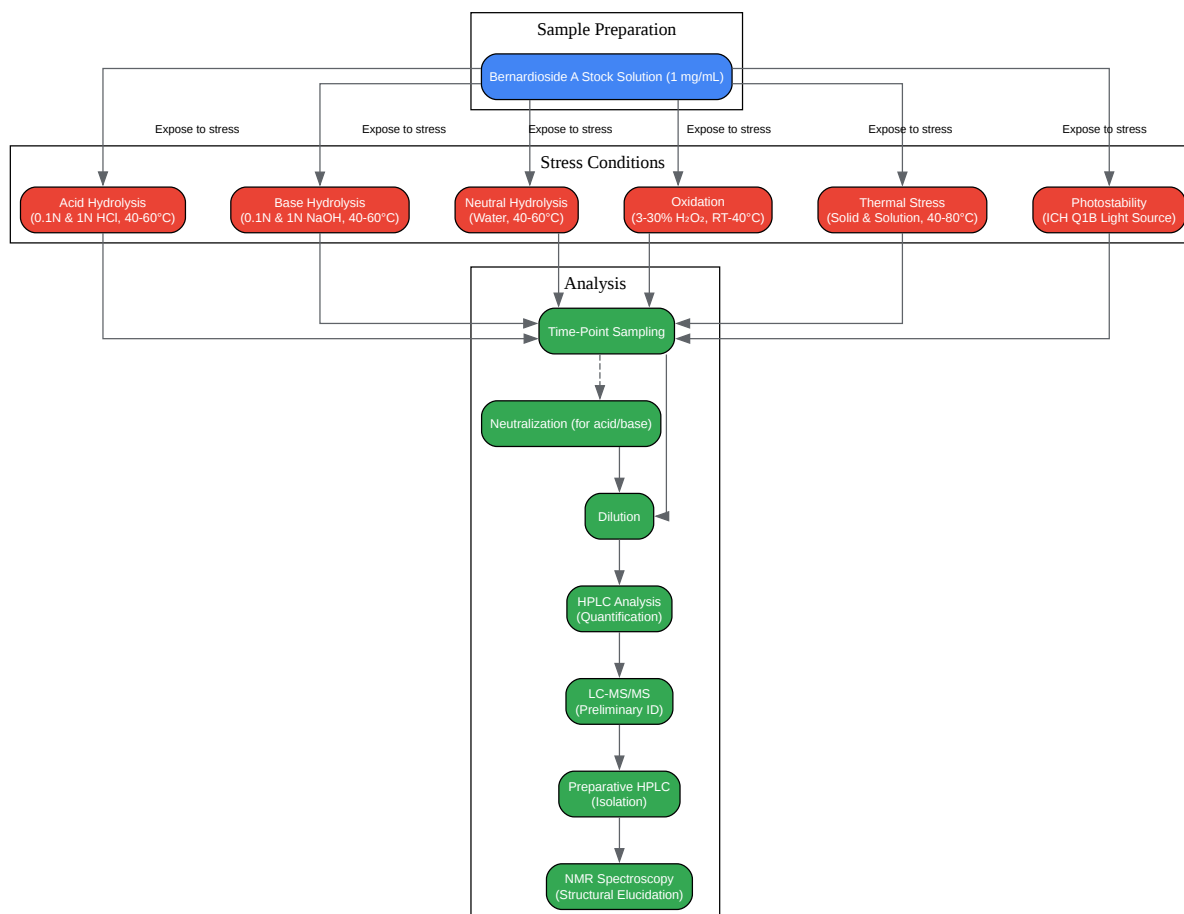 Sample Preparation
Bernardioside A Stock Solution (1 mg/mL)
Expose to stress
Expose to stress
Expose to stress
Expose to stress
Expose to stress
Expose to stress
Stress Conditions
Acid Hydrolysis
(0.1N & 1N HCl, 40-60°C)
Base Hydrolysis
(0.1N & 1N NaOH, 40-60°C)
Neutral Hydrolysis
(Water, 40-60°C)
Oxidation
(3-30% H₂O₂, RT-40°C)
Thermal Stress
(Solid & Solution, 40-80°C)
Photostability
(ICH Q1B Light Source)
Analysis
Time-Point Sampling
Neutralization (for acid/base)
Dilution
HPLC Analysis
(Quantification)
LC-MS/MS
(Preliminary ID)
Preparative HPLC
(Isolation)
NMR Spectroscopy
(Structural Elucidation)